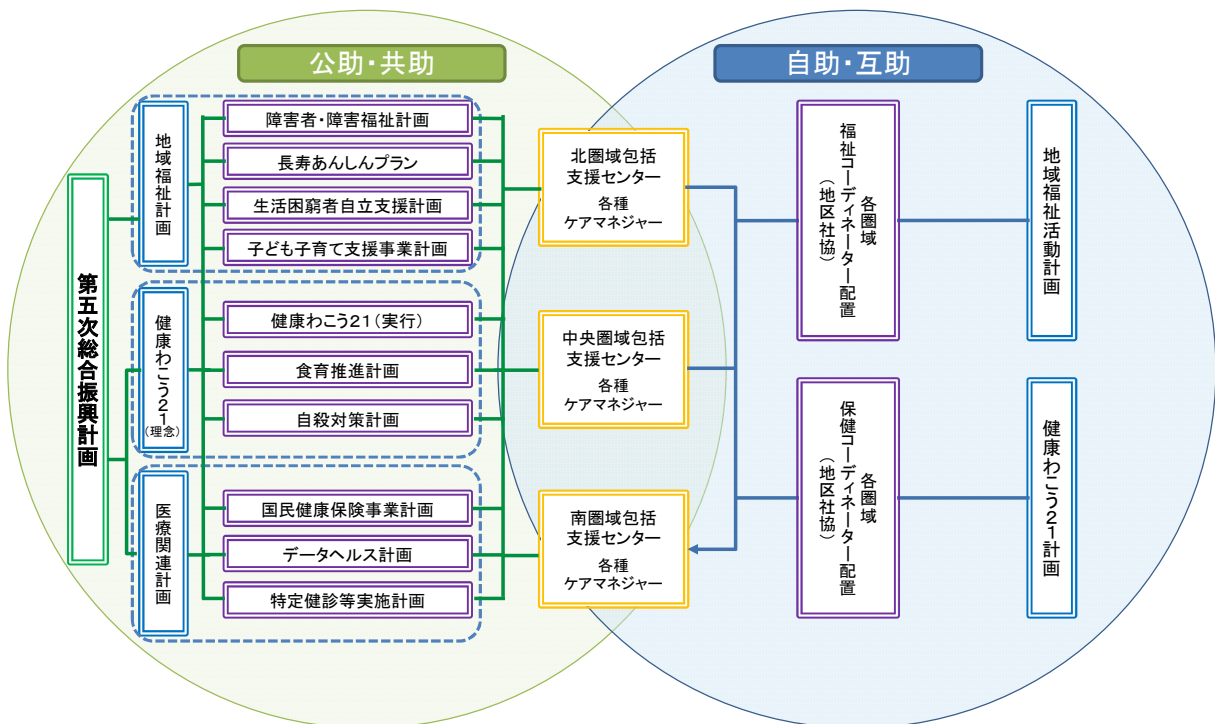 公助・共助
自助・互助
第五次総合振興計画
地域福祉計画
障害者・障害福祉計画
長寿あんしんプラン
生活困窮者自立支援計画
子ども子育て支援事業計画
健康わこう21
(理念)
健康わこう21(実行)
食育推進計画
自殺対策計画
医療関連計画
国民健康保険事業計画
データヘルス計画
特定健診等実施計画
北圏域包括
支援センター
各種
ケアマネジャー
中央圏域包括
支援センター
各種
ケアマネジャー
南圏域包括
支援センター
各種
ケアマネジャー
各圏域
福祉コーディネーター配置
(地区社協)
各圏域
保健コーディネーター配置
(地区社協)
地域福祉活動計画
健康わこう21計画